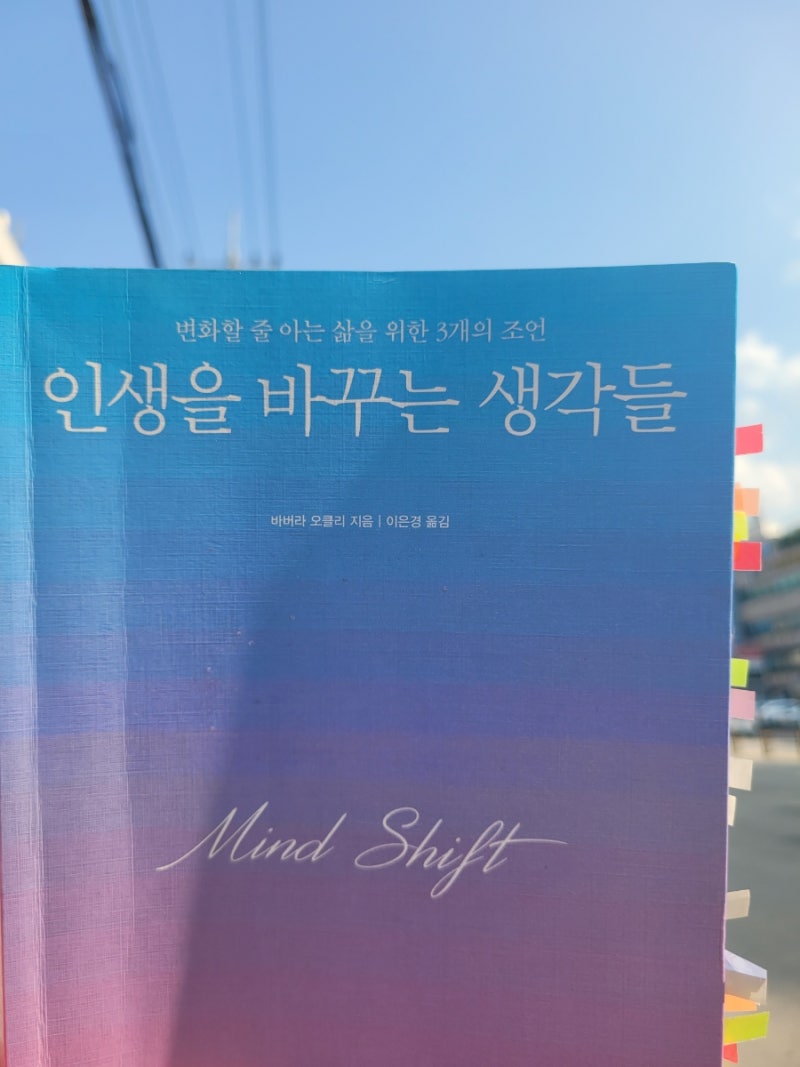 변화할 줄 아는 삶을 위한 3개의 조언
인생을 바꾸는 생각들
바버라 오클리 지음 | 이은경 옮김
Mind Shift